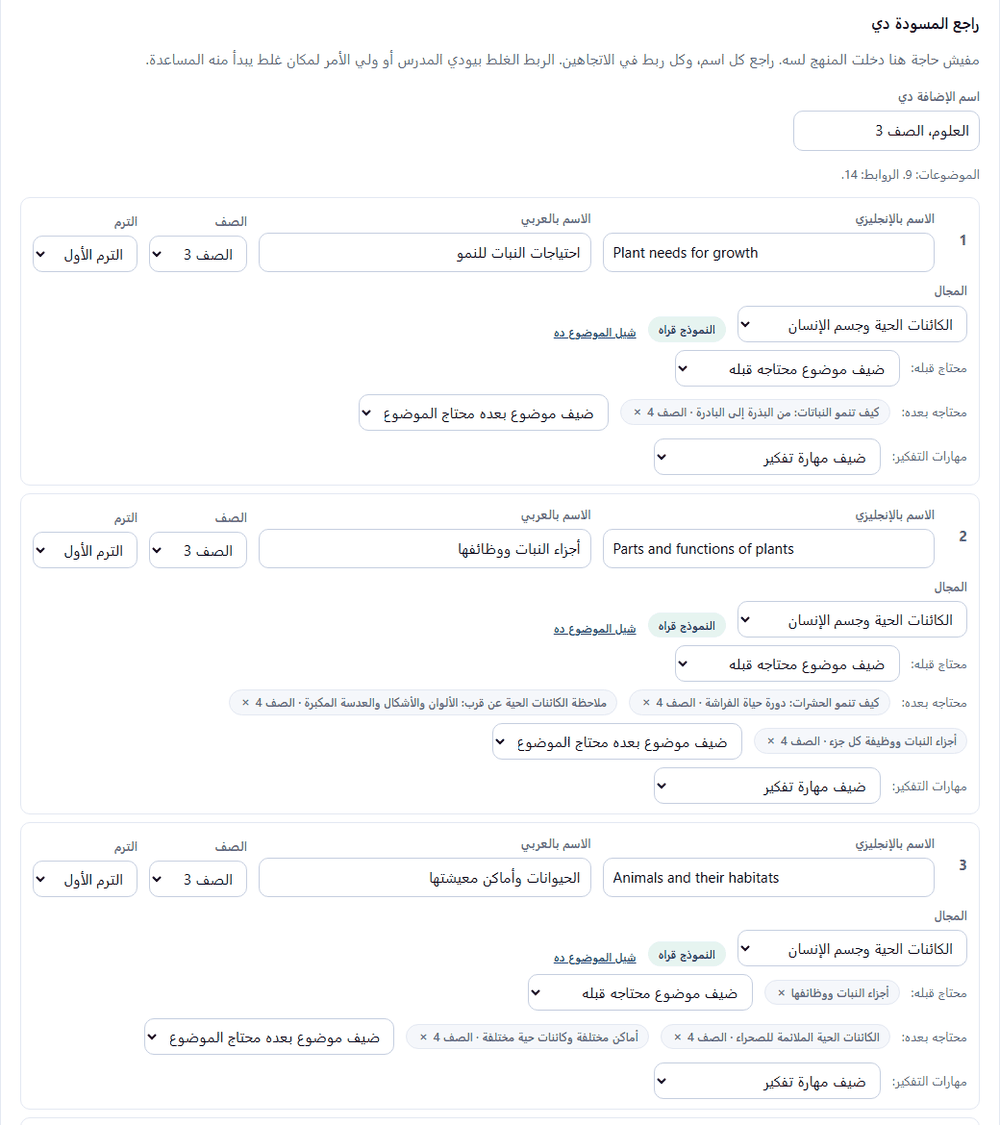 راجع المسودة دي
مفيش حاجة هنا دخلت المنهج لسه. راجع كل اسم، وكل ربط في الاتجاهين. الربط الغلط بيودي المدرس أو ولي الأمر لمكان غلط يبدأ منه المساعدة.
اسم الإضافة دي
العلوم، الصف 3
الموضوعات: 9. الروابط: 14.
1
الاسم بالإنجليزي
الاسم بالعربي
الصف
الترم
Plant needs for growth
احتياجات النبات للنمو
الصف 3
الترم الأول
المجال
الكائنات الحية وجسم الإنسان
النموذج قراه
شيل الموضوع ده
محتاج قبله:
ضيف موضوع محتاجه قبله
محتاجه بعده:
كيف تنمو النباتات: من البذرة إلى البادرة · الصف 4 ×
ضيف موضوع بعده محتاج الموضوع
مهارات التفكير:
ضيف مهارة تفكير
2
الاسم بالإنجليزي
الاسم بالعربي
الصف
الترم
Parts and functions of plants
أجزاء النبات ووظائفها
الصف 3
الترم الأول
المجال
الكائنات الحية وجسم الإنسان
النموذج قراه
شيل الموضوع ده
محتاج قبله:
ضيف موضوع محتاجه قبله
محتاجه بعده:
كيف تنمو الحشرات: دورة حياة الفراشة · الصف 4 ×
ملاحظة الكائنات الحية عن قرب: الألوان والأشكال والعدسة المكبرة · الصف 4 ×
أجزاء النبات ووظيفة كل جزء · الصف 4 ×
ضيف موضوع بعده محتاج الموضوع
مهارات التفكير:
ضيف مهارة تفكير
3
الاسم بالإنجليزي
الاسم بالعربي
الصف
الترم
Animals and their habitats
الحيوانات وأماكن معيشتها
الصف 3
الترم الأول
المجال
الكائنات الحية وجسم الإنسان
النموذج قراه
شيل الموضوع ده
محتاج قبله:
أجزاء النبات ووظائفها ×
ضيف موضوع محتاجه قبله
محتاجه بعده:
الكائنات الحية الملائمة للصحراء · الصف 4 ×
أماكن مختلفة وكائنات حية مختلفة · الصف 4 ×
ضيف موضوع بعده محتاج الموضوع
مهارات التفكير:
ضيف مهارة تفكير